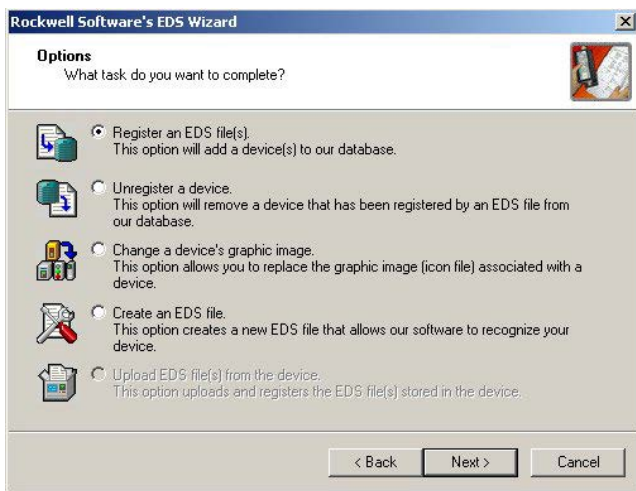 Rockwell Software's EDS Wizard
Options
What task do you want to complete?
Register an EDS file(s).
This option will add a device(s) to our database.
Unregister a device.
This option will remove a device that has been registered by an EDS file from
our database.
Change a device's graphic image.
This option allows you to replace the graphic image (icon file) associated with a
device.
Create an EDS file.
This option creates a new EDS file that allows our software to recognize your
device.
Upload EDS file(s) from the device.
This option uploads and registers the EDS file(s) stored in the device.
< Back Next > Cancel